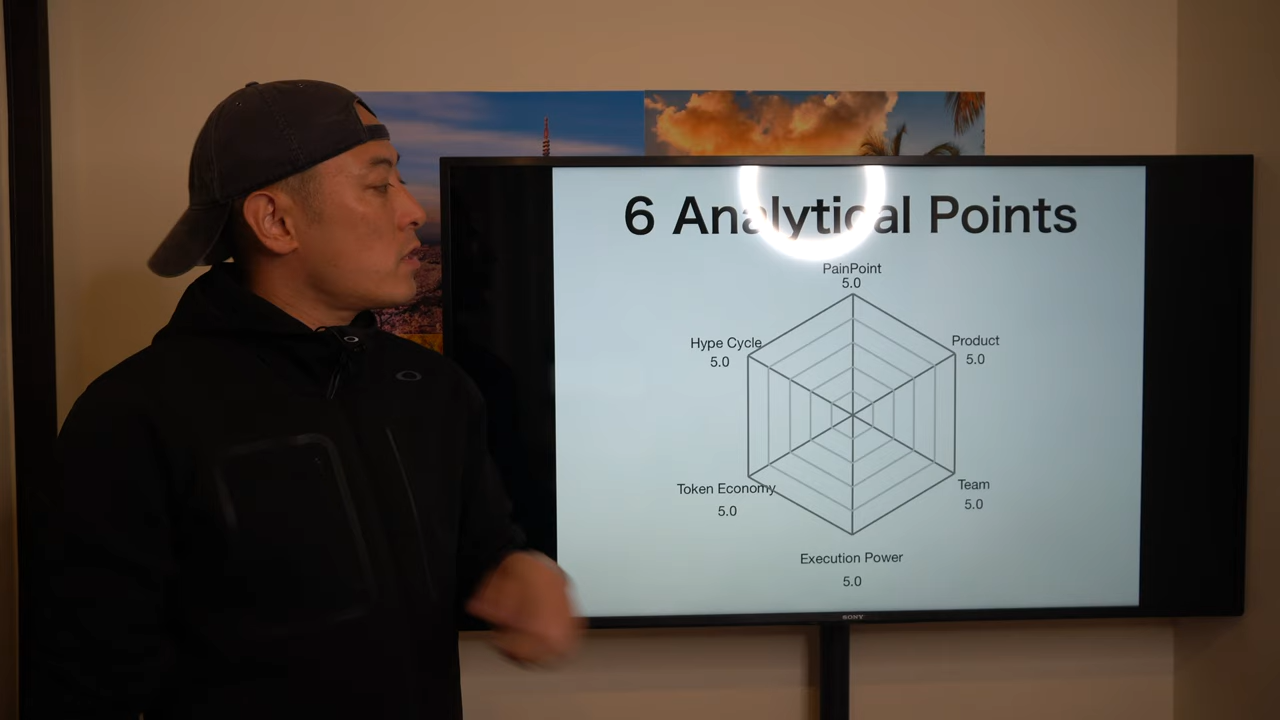 6 Analytical Points
PainPoint
5.0
Hype Cycle
5.0
Product
5.0
Token Economy
5.0
Team
5.0
Execution Power
5.0
SONY